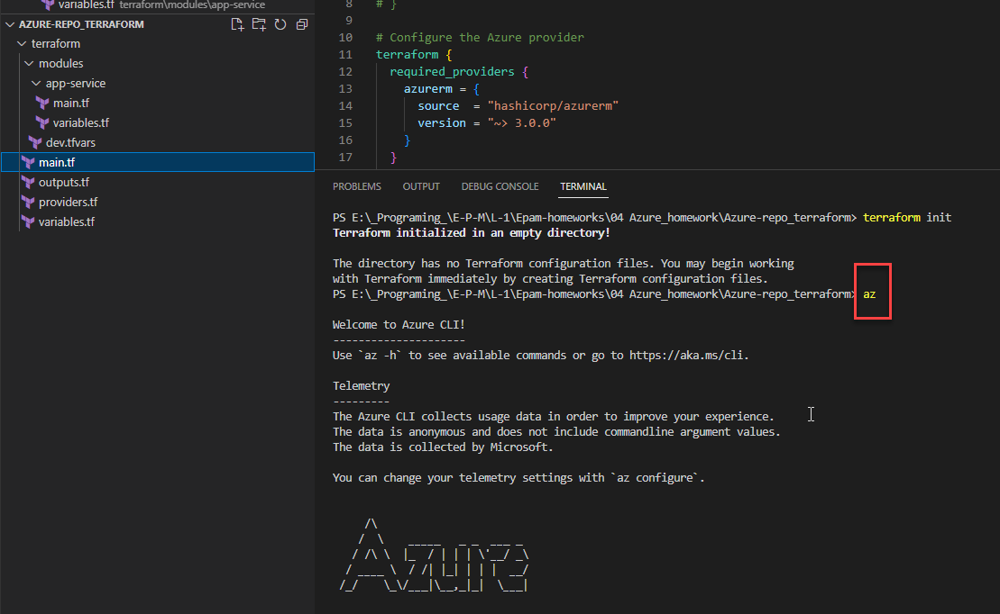 variables.tf terraform\modules\app-service
AZURE-REPO_TERRAFORM
terraform
modules
app-service
main.tf
variables.tf
dev.tfvars
main.tf
outputs.tf
providers.tf
variables.tf
8 # }
9
10 # Configure the Azure provider
11 terraform {
12 required_providers {
13 azurerm = {
14 source = "hashicorp/azurerm"
15 version = "~> 3.0.0"
16 }
17 }
PROBLEMS OUTPUT DEBUG CONSOLE TERMINAL
PS E:\_Programing_\E-P-M\L-1\Epam-homeworks\04 Azure_homework\Azure-repo_terraform> terraform init
Terraform initialized in an empty directory!
The directory has no Terraform configuration files. You may begin working
with Terraform immediately by creating Terraform configuration files.
PS E:\_Programing_\E-P-M\L-1\Epam-homeworks\04 Azure_homework\Azure-repo_terraform> az
Welcome to Azure CLI!
---------------------
Use `az -h` to see available commands or go to https://aka.ms/cli.
Telemetry
---------
The Azure CLI collects usage data in order to improve your experience.
The data is anonymous and does not include commandline argument values.
The data is collected by Microsoft.
You can change your telemetry settings with `az configure`.
Azure